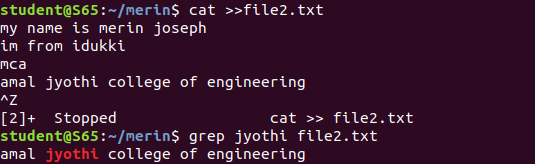 student@S65:~/merin$ cat >>file2.txt
my name is merin joseph
im from idukki
mca
amal jyothi college of engineering
^Z
[2]+  Stopped                 cat >> file2.txt
student@S65:~/merin$ grep jyothi file2.txt
amal jyothi college of engineering